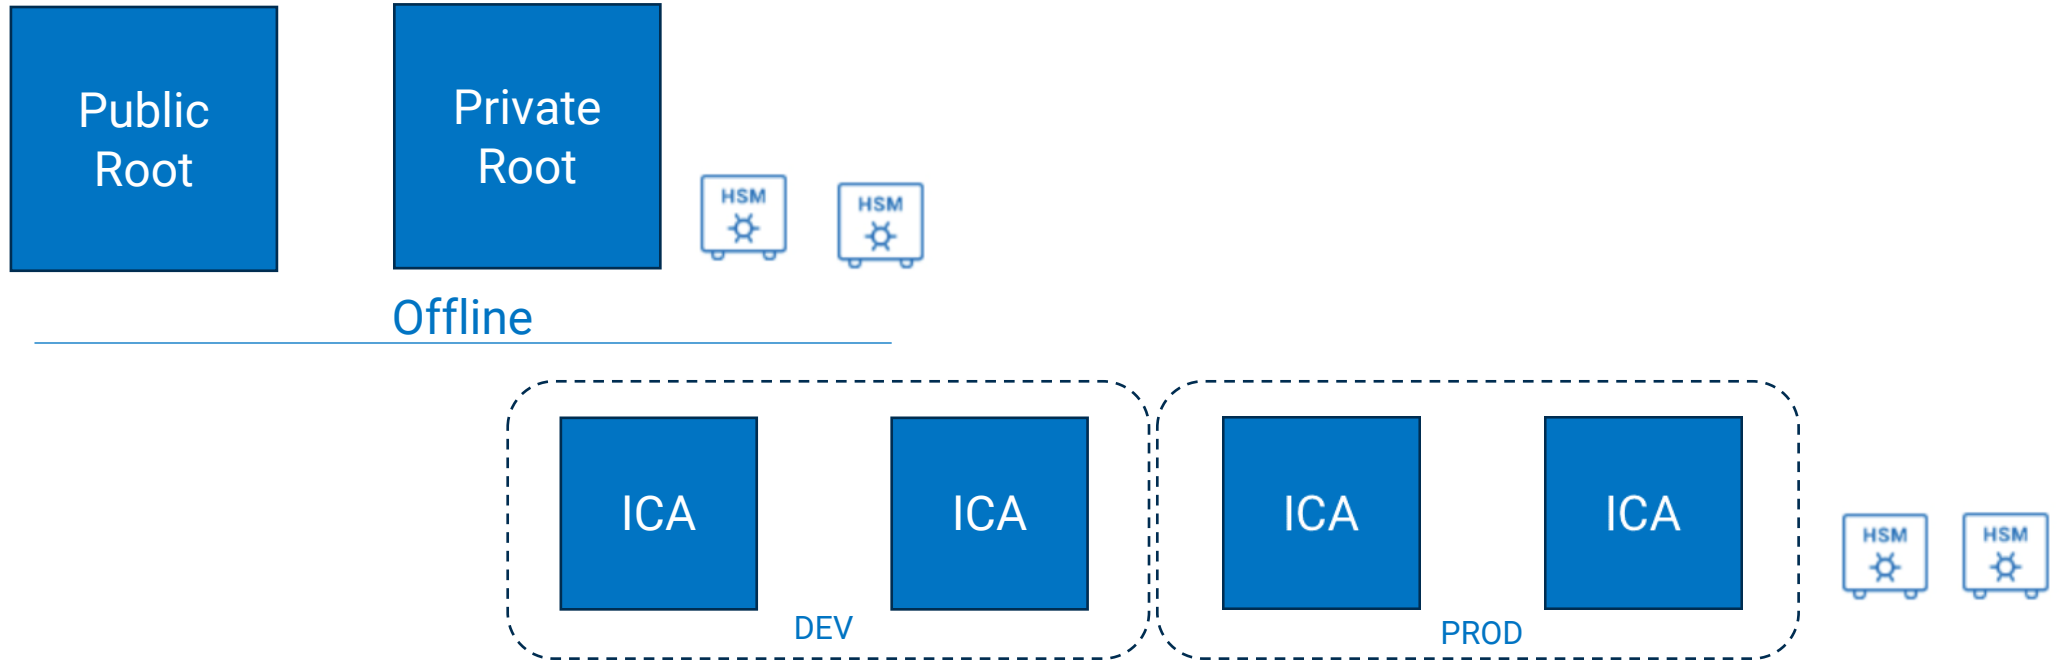 Public
Root
Private
Root
HSM
HSM
Offline
ICA
ICA
ICA
ICA
HSM
HSM
DEV
PROD